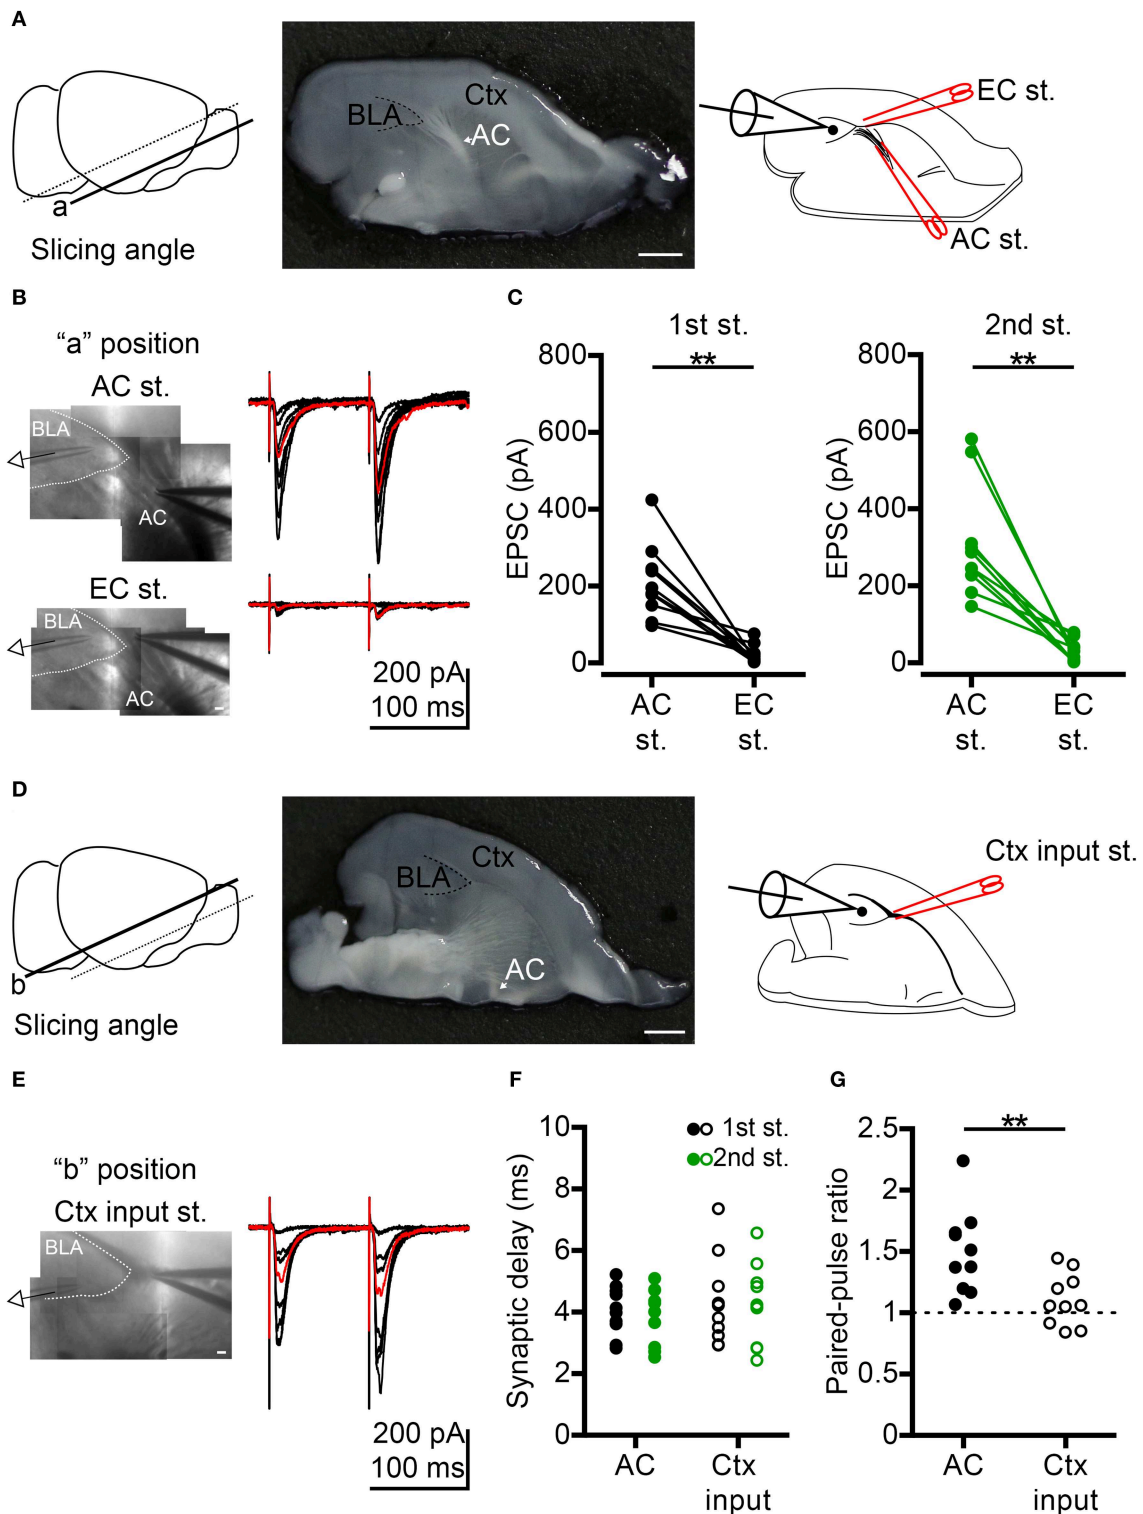 A
a
Slicing angle
BLA
Ctx
AC
EC st.
AC st.
B
“a” position
AC st.
BLA
AC
EC st.
BLA
AC
200 pA
100 ms
C
1st st.
**
EPSC (pA)
800
600
400
200
0
AC
st.
EC
st.
2nd st.
**
EPSC (pA)
800
600
400
200
0
AC
st.
EC
st.
D
b
Slicing angle
BLA
Ctx
AC
Ctx input st.
E
“b” position
Ctx input st.
BLA
200 pA
100 ms
F
Synaptic delay (ms)
10
8
6
4
2
0
1st st.
2nd st.
AC
Ctx
input
G
Paired-pulse ratio
2.5
2
1.5
1
0.5
0
**
AC
Ctx
input